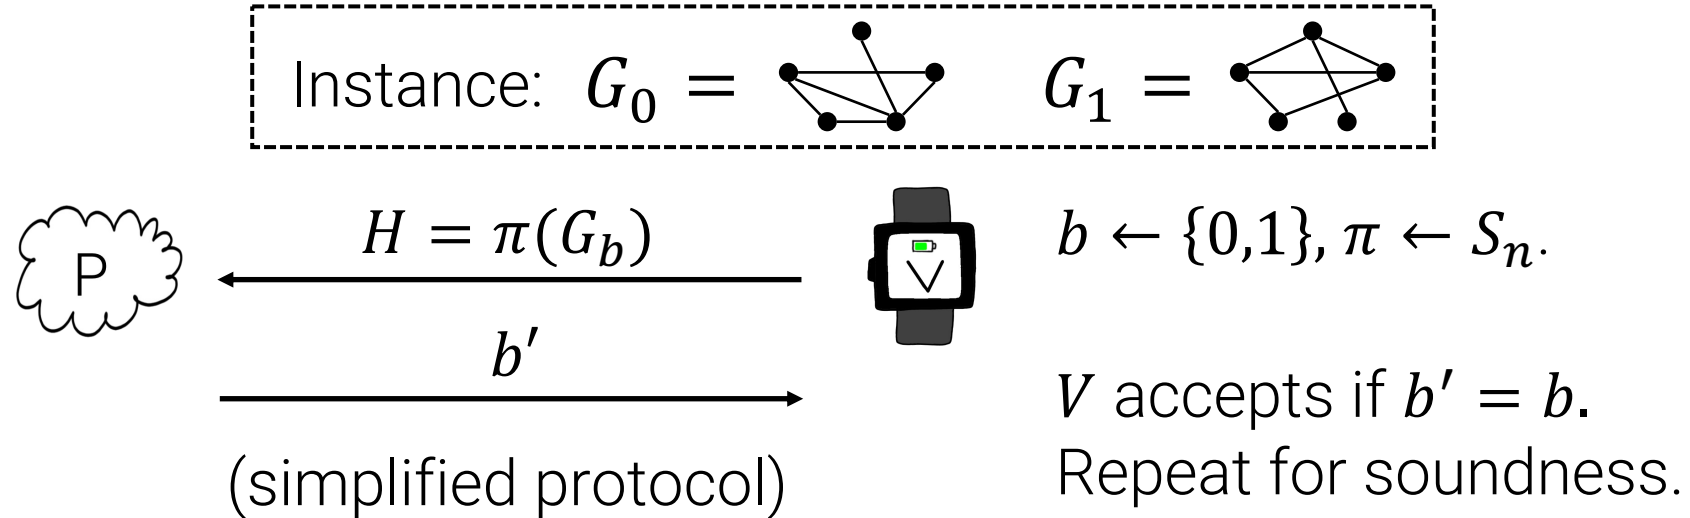 Instance: G₀ = G₁ =
P
H = π(G_b)
V
b ← {0,1}, π ← Sₙ.
b′
V accepts if b′ = b.
(simplified protocol)
Repeat for soundness.